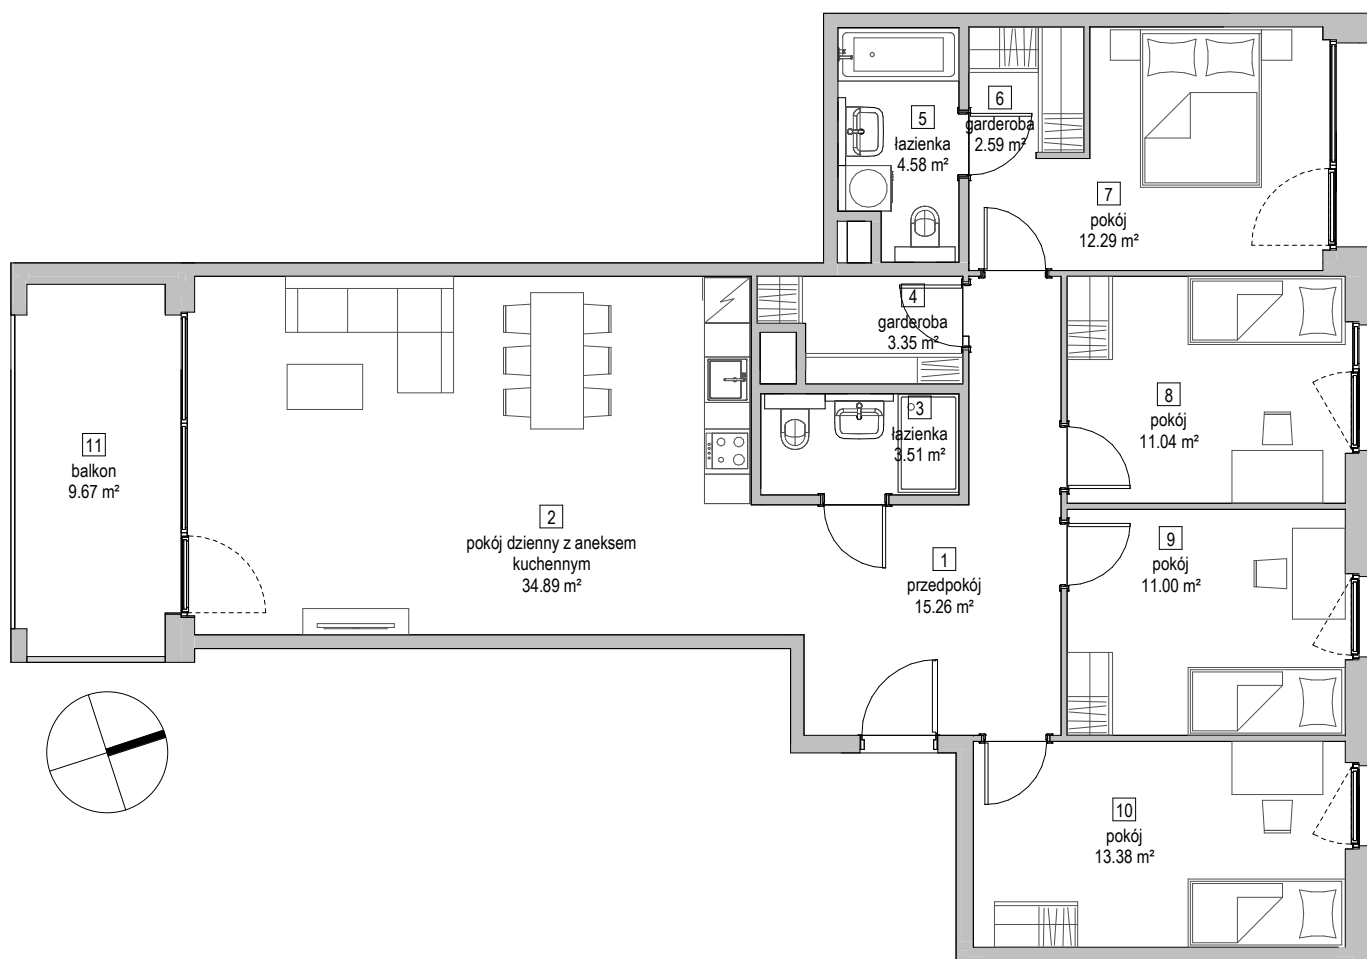 5
łazienka
4.58 m²
6
garderoba
2.59 m²
7
pokój
12.29 m²
4
garderoba
3.35 m²
3
łazienka
3.51 m²
8
pokój
11.04 m²
11
balkon
9.67 m²
2
pokój dzienny z aneksem
kuchennym
34.89 m²
1
przedpokój
15.26 m²
9
pokój
11.00 m²
10
pokój
13.38 m²